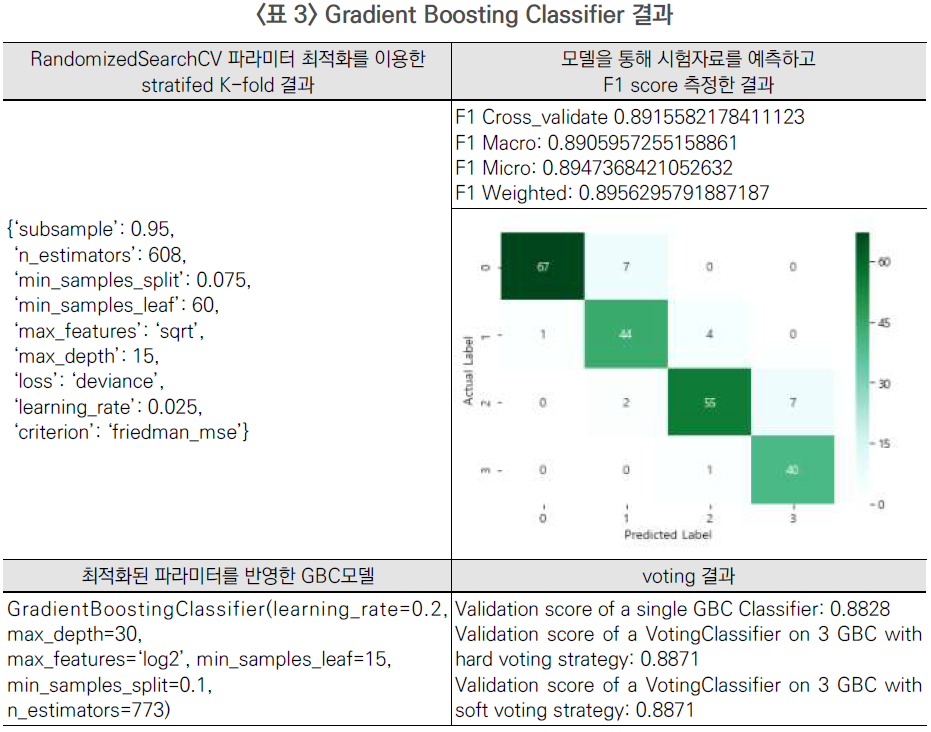 〈표 3〉 Gradient Boosting Classifier 결과
RandomizedSearchCV 파라미터 최적화를 이용한
stratifed K-fold 결과
모델을 통해 시험자료를 예측하고
F1 score 측정한 결과
{‘subsample’: 0.95,
‘n_estimators’: 608,
‘min_samples_split’: 0.075,
‘min_samples_leaf’: 60,
‘max_features’: ‘sqrt’,
‘max_depth’: 15,
‘loss’: ‘deviance’,
‘learning_rate’: 0.025,
‘criterion’: ‘friedman_mse’}
F1 Cross_validate 0.8915582178411123
F1 Macro: 0.8905957255158861
F1 Micro: 0.8947368421052632
F1 Weighted: 0.8956295791887187
Actual Label
0 67 7 0 0
1 1 44 4 0
2 0 2 55 7
3 0 0 1 40
0 1 2 3
Predicted Label
60
45
30
15
0
최적화된 파라미터를 반영한 GBC모델
voting 결과
GradientBoostingClassifier(learning_rate=0.2,
max_depth=30,
max_features=‘log2’, min_samples_leaf=15,
min_samples_split=0.1,
n_estimators=773)
Validation score of a single GBC Classifier: 0.8828
Validation score of a VotingClassifier on 3 GBC with
hard voting strategy: 0.8871
Validation score of a VotingClassifier on 3 GBC with
soft voting strategy: 0.8871